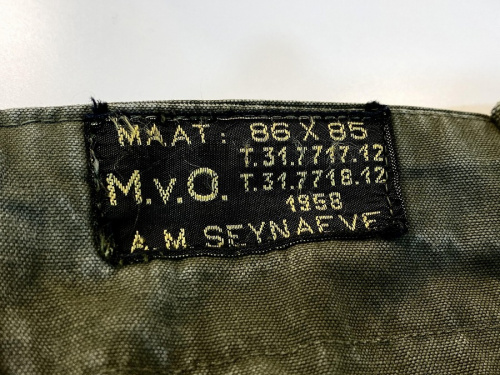 MAAT: 86 X 85
T.31.7717.12
M.v.O. T.31.7718.12
1958
A.M SEYNAEVE